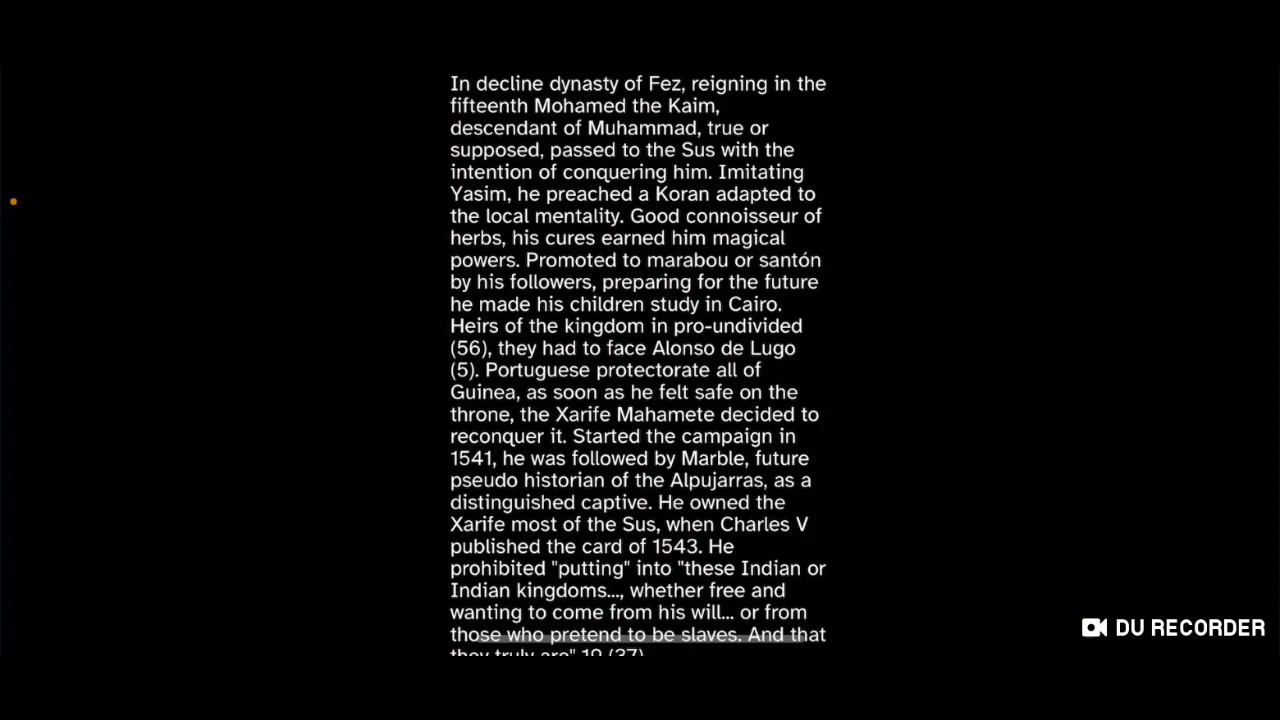 In decline dynasty of Fez, reigning in the
fifteenth Mohamed the Kaim,
descendant of Muhammad, true or
supposed, passed to the Sus with the
intention of conquering him. Imitating
Yasim, he preached a Koran adapted to
the local mentality. Good connoisseur of
herbs, his cures earned him magical
powers. Promoted to marabou or santón
by his followers, preparing for the future
he made his children study in Cairo.
Heirs of the kingdom in pro-undivided
(56), they had to face Alonso de Lugo
(5). Portuguese protectorate all of
Guinea, as soon as he felt safe on the
throne, the Xarife Mahamete decided to
reconquer it. Started the campaign in
1541, he was followed by Marble, future
pseudo historian of the Alpujarras, as a
distinguished captive. He owned the
Xarife most of the Sus, when Charles V
published the card of 1543. He
prohibited "putting" into "these Indian or
Indian kingdoms..., whether free and
wanting to come from his will... or from
those who pretend to be slaves. And that
they truly are" 10 (37)
DU RECORDER